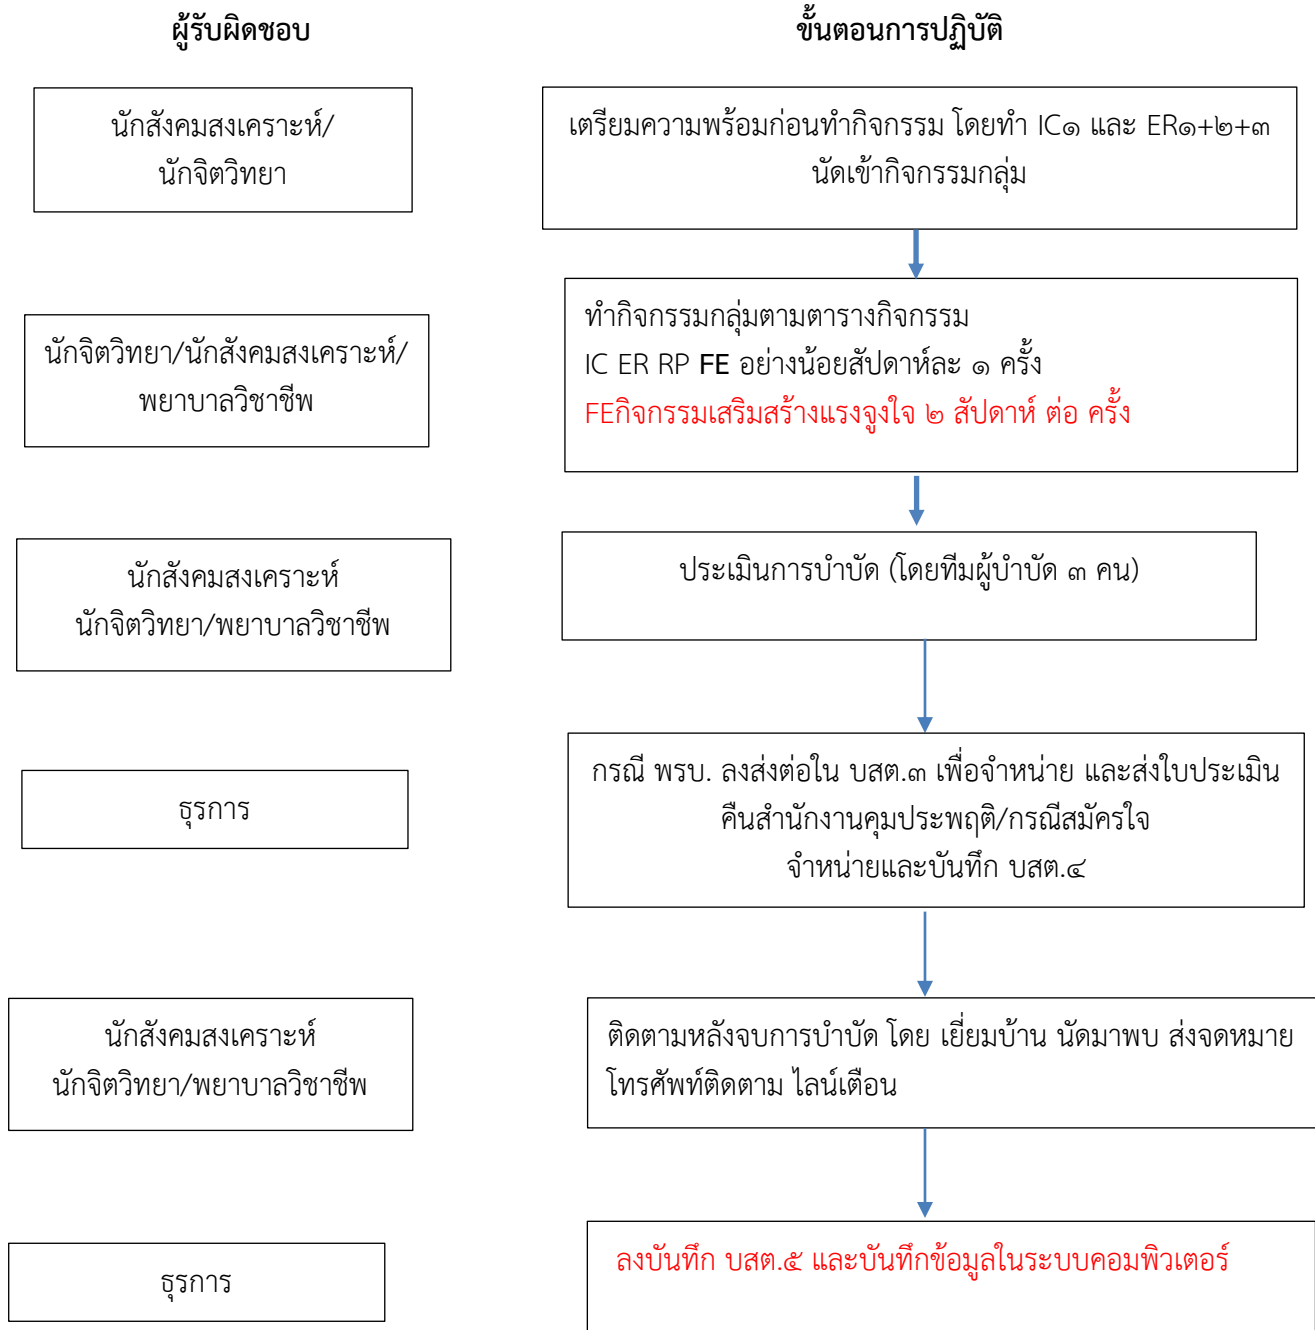 ผู้รับผิดชอบ
ขั้นตอนการปฏิบัติ
นักสังคมสงเคราะห์/
นักจิตวิทยา
เตรียมความพร้อมก่อนทำกิจกรรม โดยทำ IC๑ และ ER๑+๒+๓
นัดเข้ากิจกรรมกลุ่ม
นักจิตวิทยา/นักสังคมสงเคราะห์/
พยาบาลวิชาชีพ
ทำกิจกรรมกลุ่มตามตารางกิจกรรม
IC ER RP FE อย่างน้อยสัปดาห์ละ ๑ ครั้ง
FEกิจกรรมเสริมสร้างแรงจูงใจ ๒ สัปดาห์ ต่อ ครั้ง
นักสังคมสงเคราะห์
นักจิตวิทยา/พยาบาลวิชาชีพ
ประเมินการบำบัด (โดยทีมผู้บำบัด ๓ คน)
ธุรการ
กรณี พรบ. ลงส่งต่อใน บสต.๓ เพื่อจำหน่าย และส่งใบประเมิน
คืนสำนักงานคุมประพฤติ/กรณีสมัครใจ
จำหน่ายและบันทึก บสต.๔
นักสังคมสงเคราะห์
นักจิตวิทยา/พยาบาลวิชาชีพ
ติดตามหลังจบการบำบัด โดย เยี่ยมบ้าน นัดมาพบ ส่งจดหมาย
โทรศัพท์ติดตาม ไลน์เตือน
ธุรการ
ลงบันทึก บสต.๕ และบันทึกข้อมูลในระบบคอมพิวเตอร์